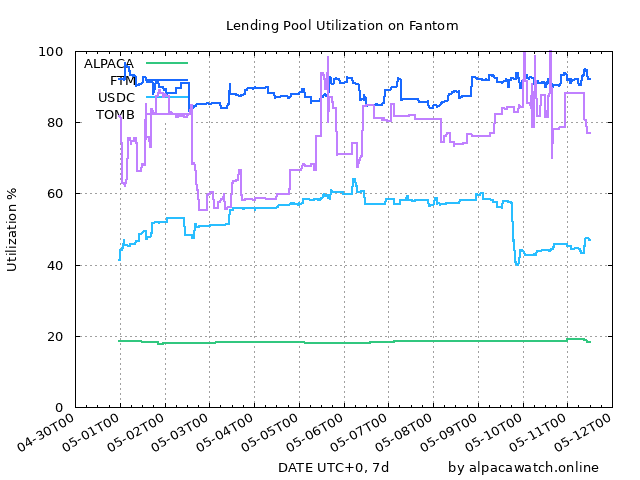 Lending Pool Utilization on Fantom
100
80
60
40
20
0
Utilization %
ALPACA
FTM
USDC
TOMB
04-30T00
05-01T00
05-02T00
05-03T00
05-04T00
05-05T00
05-06T00
05-07T00
05-08T00
05-09T00
05-10T00
05-11T00
05-12T00
DATE UTC+0, 7d
by alpacawatch.online